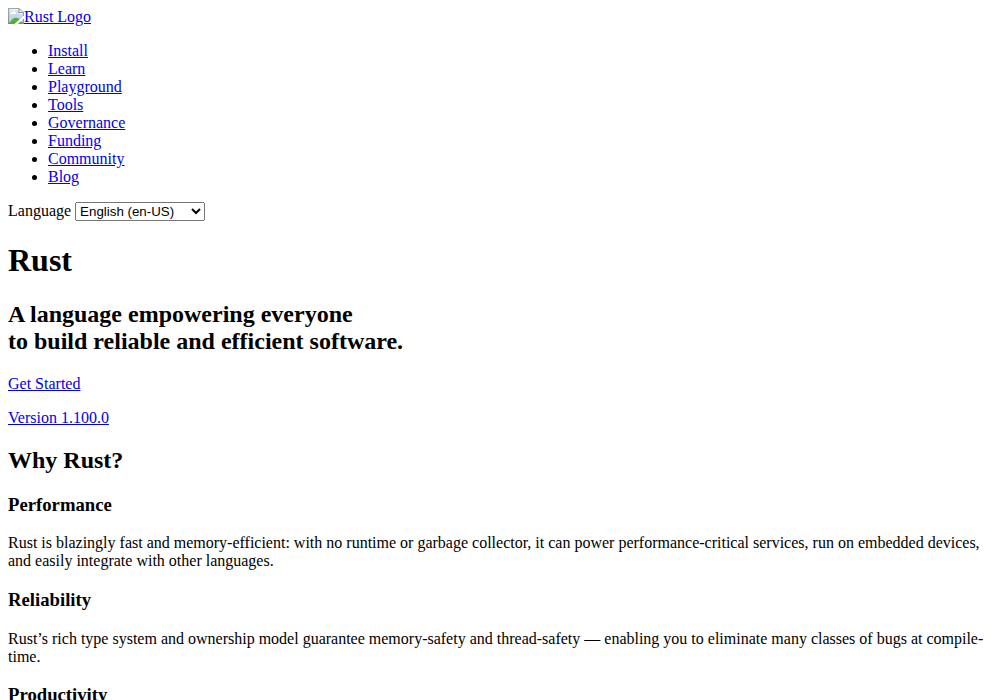 Rust Logo
Install
Learn
Playground
Tools
Governance
Funding
Community
Blog
Language English (en-US)
Rust
A language empowering everyone
to build reliable and efficient software.
Get Started
Version 1.100.0
Why Rust?
Performance
Rust is blazingly fast and memory-efficient: with no runtime or garbage collector, it can power performance-critical services, run on embedded devices,
and easily integrate with other languages.
Reliability
Rust’s rich type system and ownership model guarantee memory-safety and thread-safety — enabling you to eliminate many classes of bugs at compile-
time.
Productivity